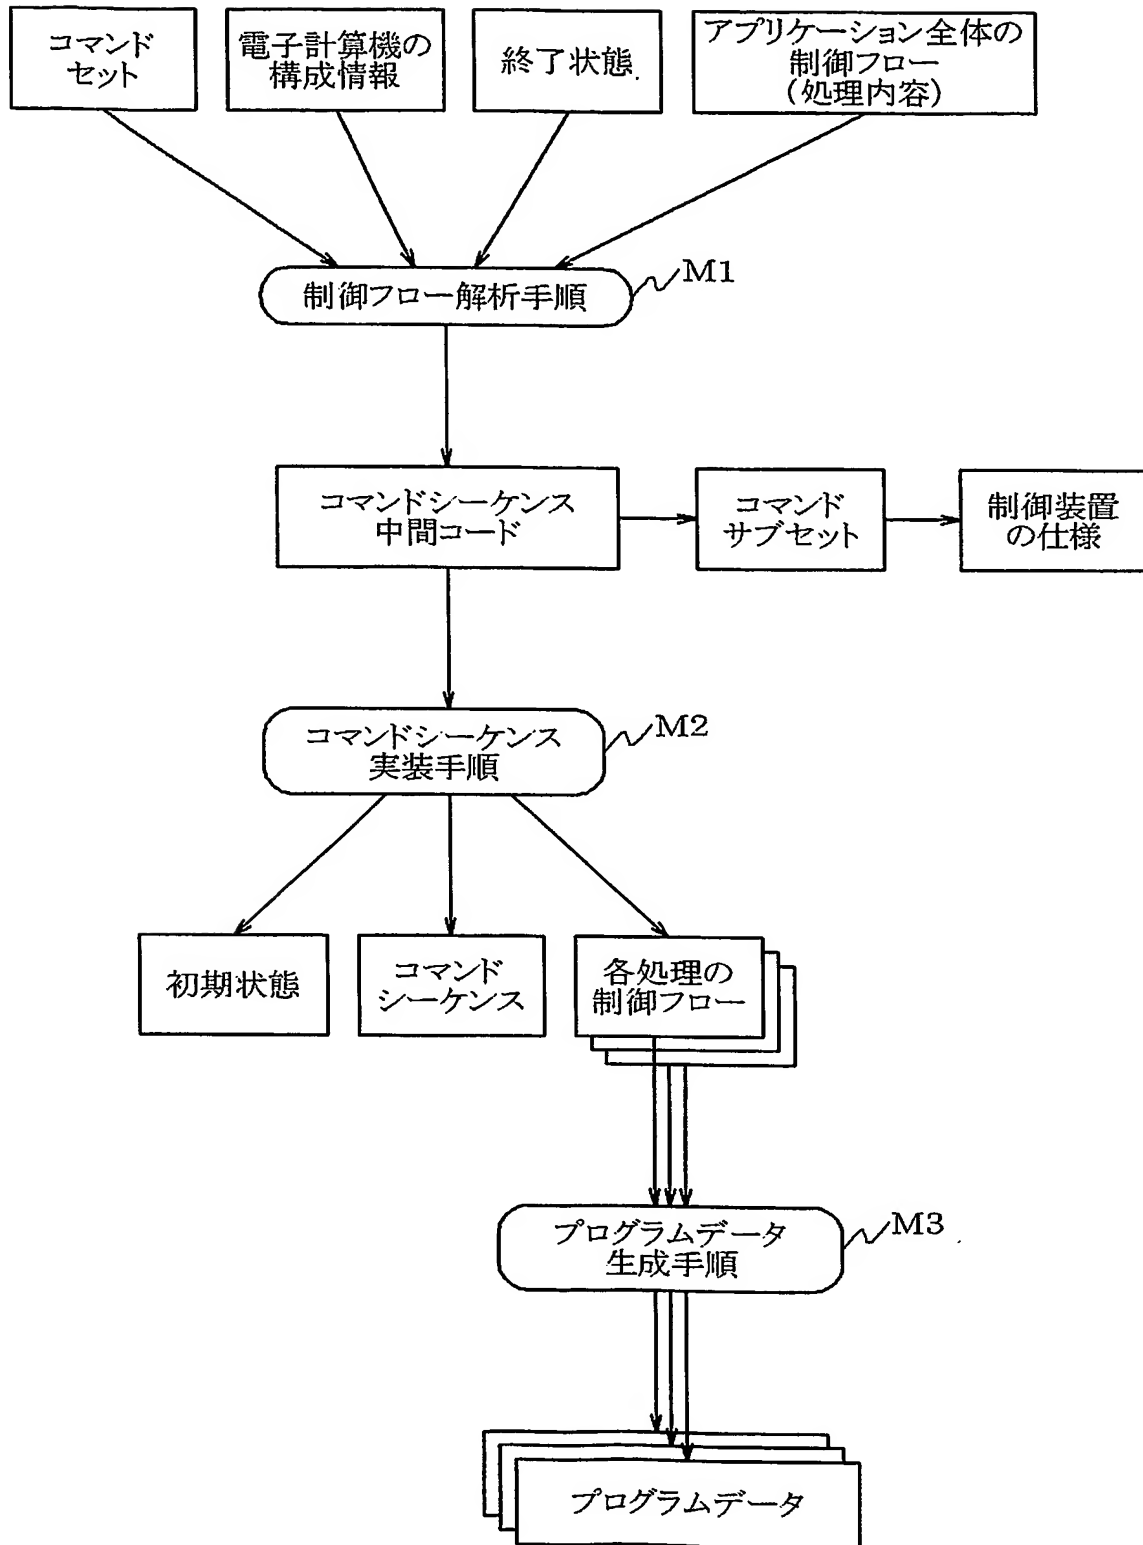 コマンド
セット
電子計算機の
構成情報
終了状態
アプリケーション全体の
制御フロー
(処理内容)
制御フロー解析手順
M1
コマンドシーケンス
中間コード
コマンド
サブセット
制御装置
の仕様
コマンドシーケンス
実装手順
M2
初期状態
コマンド
シーケンス
各処理の
制御フロー
プログラムデータ
生成手順
M3
プログラムデータ